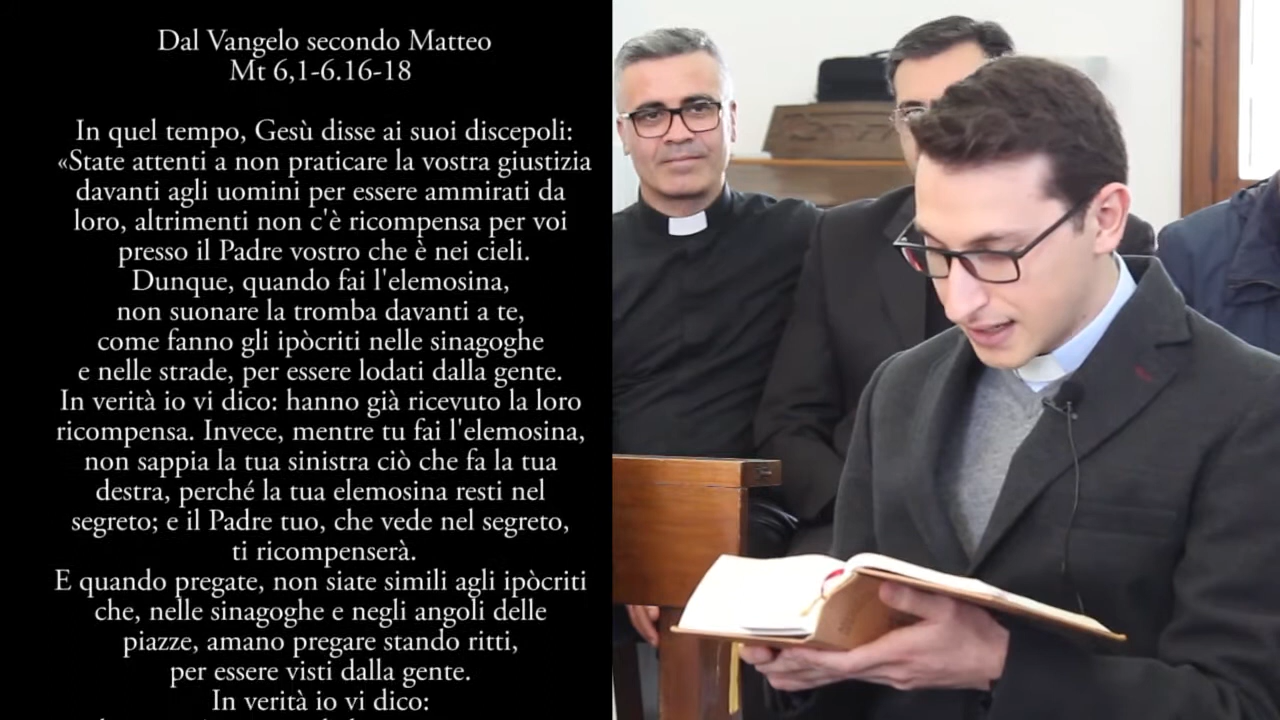 Dal Vangelo secondo Matteo
Mt 6,1-6.16-18
In quel tempo, Gesù disse ai suoi discepoli:
«State attenti a non praticare la vostra giustizia
davanti agli uomini per essere ammirati da
loro, altrimenti non c'è ricompensa per voi
presso il Padre vostro che è nei cieli.
Dunque, quando fai l'elemosina,
non suonare la tromba davanti a te,
come fanno gli ipòcriti nelle sinagoghe
e nelle strade, per essere lodati dalla gente.
In verità io vi dico: hanno già ricevuto la loro
ricompensa. Invece, mentre tu fai l'elemosina,
non sappia la tua sinistra ciò che fa la tua
destra, perché la tua elemosina resti nel
segreto; e il Padre tuo, che vede nel segreto,
ti ricompenserà.
E quando pregate, non siate simili agli ipòcriti
che, nelle sinagoghe e negli angoli delle
piazze, amano pregare stando ritti,
per essere visti dalla gente.
In verità io vi dico: